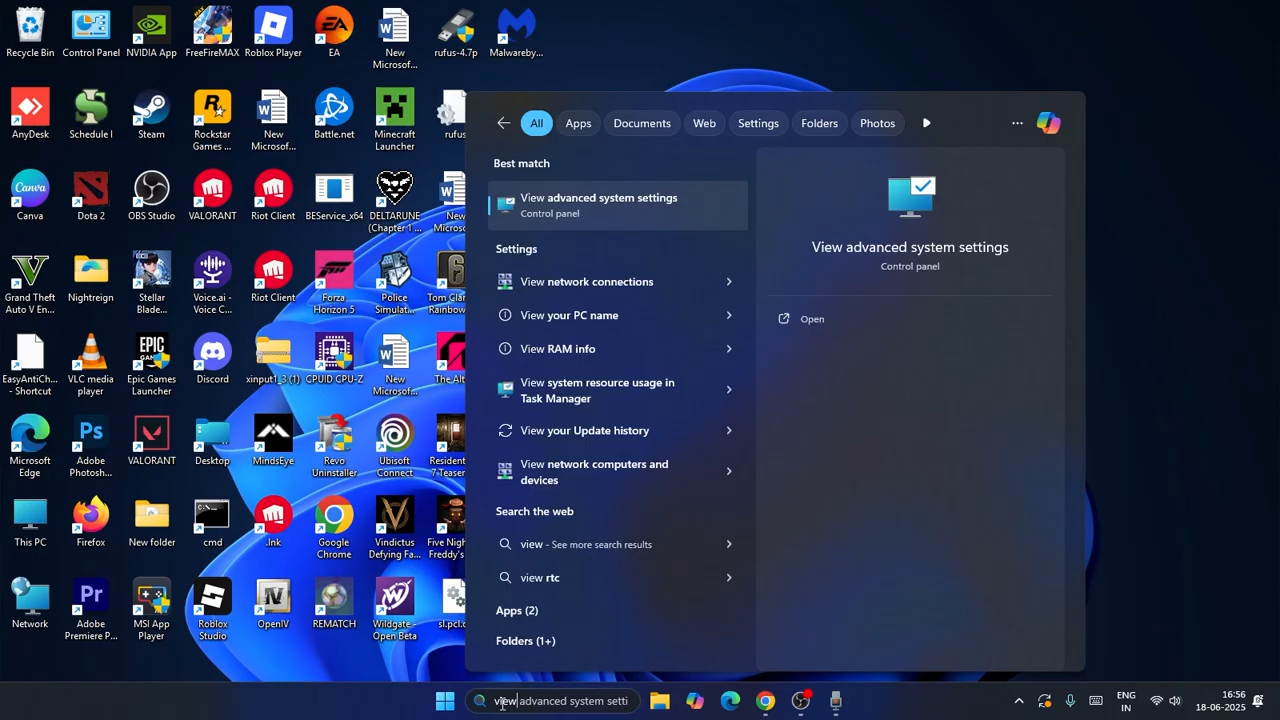 Recycle Bin
Control Panel
NVIDIA App
FreeFireMAX
Roblox Player
EA
New
Microsof...
rufus-4.7p
Malwareby...
AnyDesk
Schedule I
Steam
Rockstar
Games ...
New
Microsof...
Battle.net
Minecraft
Launcher
rufus
Canva
Dota 2
OBS Studio
VALORANT
Riot Client
BEService_x64
DELTARUNE
(Chapter 1 ...
New
Microsof
Grand Theft
Auto V En...
Nightreign
Stellar
Blade...
Voice.ai -
Voice C...
Riot Client
Forza
Horizon 5
Police
Simulat...
Tom Clan
Rainbow
EasyAntiCh...
- Shortcut
VLC media
player
Epic Games
Launcher
Discord
xinput1_3 (1)
CPUID CPU-Z
New
Microsof...
The Alt
Microsoft
Edge
Adobe
Photosh...
VALORANT
Desktop
MindsEye
Revo
Uninstaller
Ubisoft
Connect
Resident
7 Teaser
This PC
Firefox
New folder
cmd
.lnk
Google
Chrome
Vindictus
Defying Fa...
Five Nigh
Freddy's
Network
Adobe
Premiere P...
MSI App
Player
Roblox
Studio
OpenIV
REMATCH
Wildgate -
Open Beta
sl.pcl.d
All
Apps
Documents
Web
Settings
Folders
Photos
Best match
View advanced system settings
Control panel
Settings
View network connections
View your PC name
View RAM info
View system resource usage in
Task Manager
View your Update history
View network computers and
devices
Search the web
view - See more search results
view rtc
Apps (2)
Folders (1+)
View advanced system settings
Control panel
Open
view advanced system setti
ENG
IN
16:56
18-06-2025